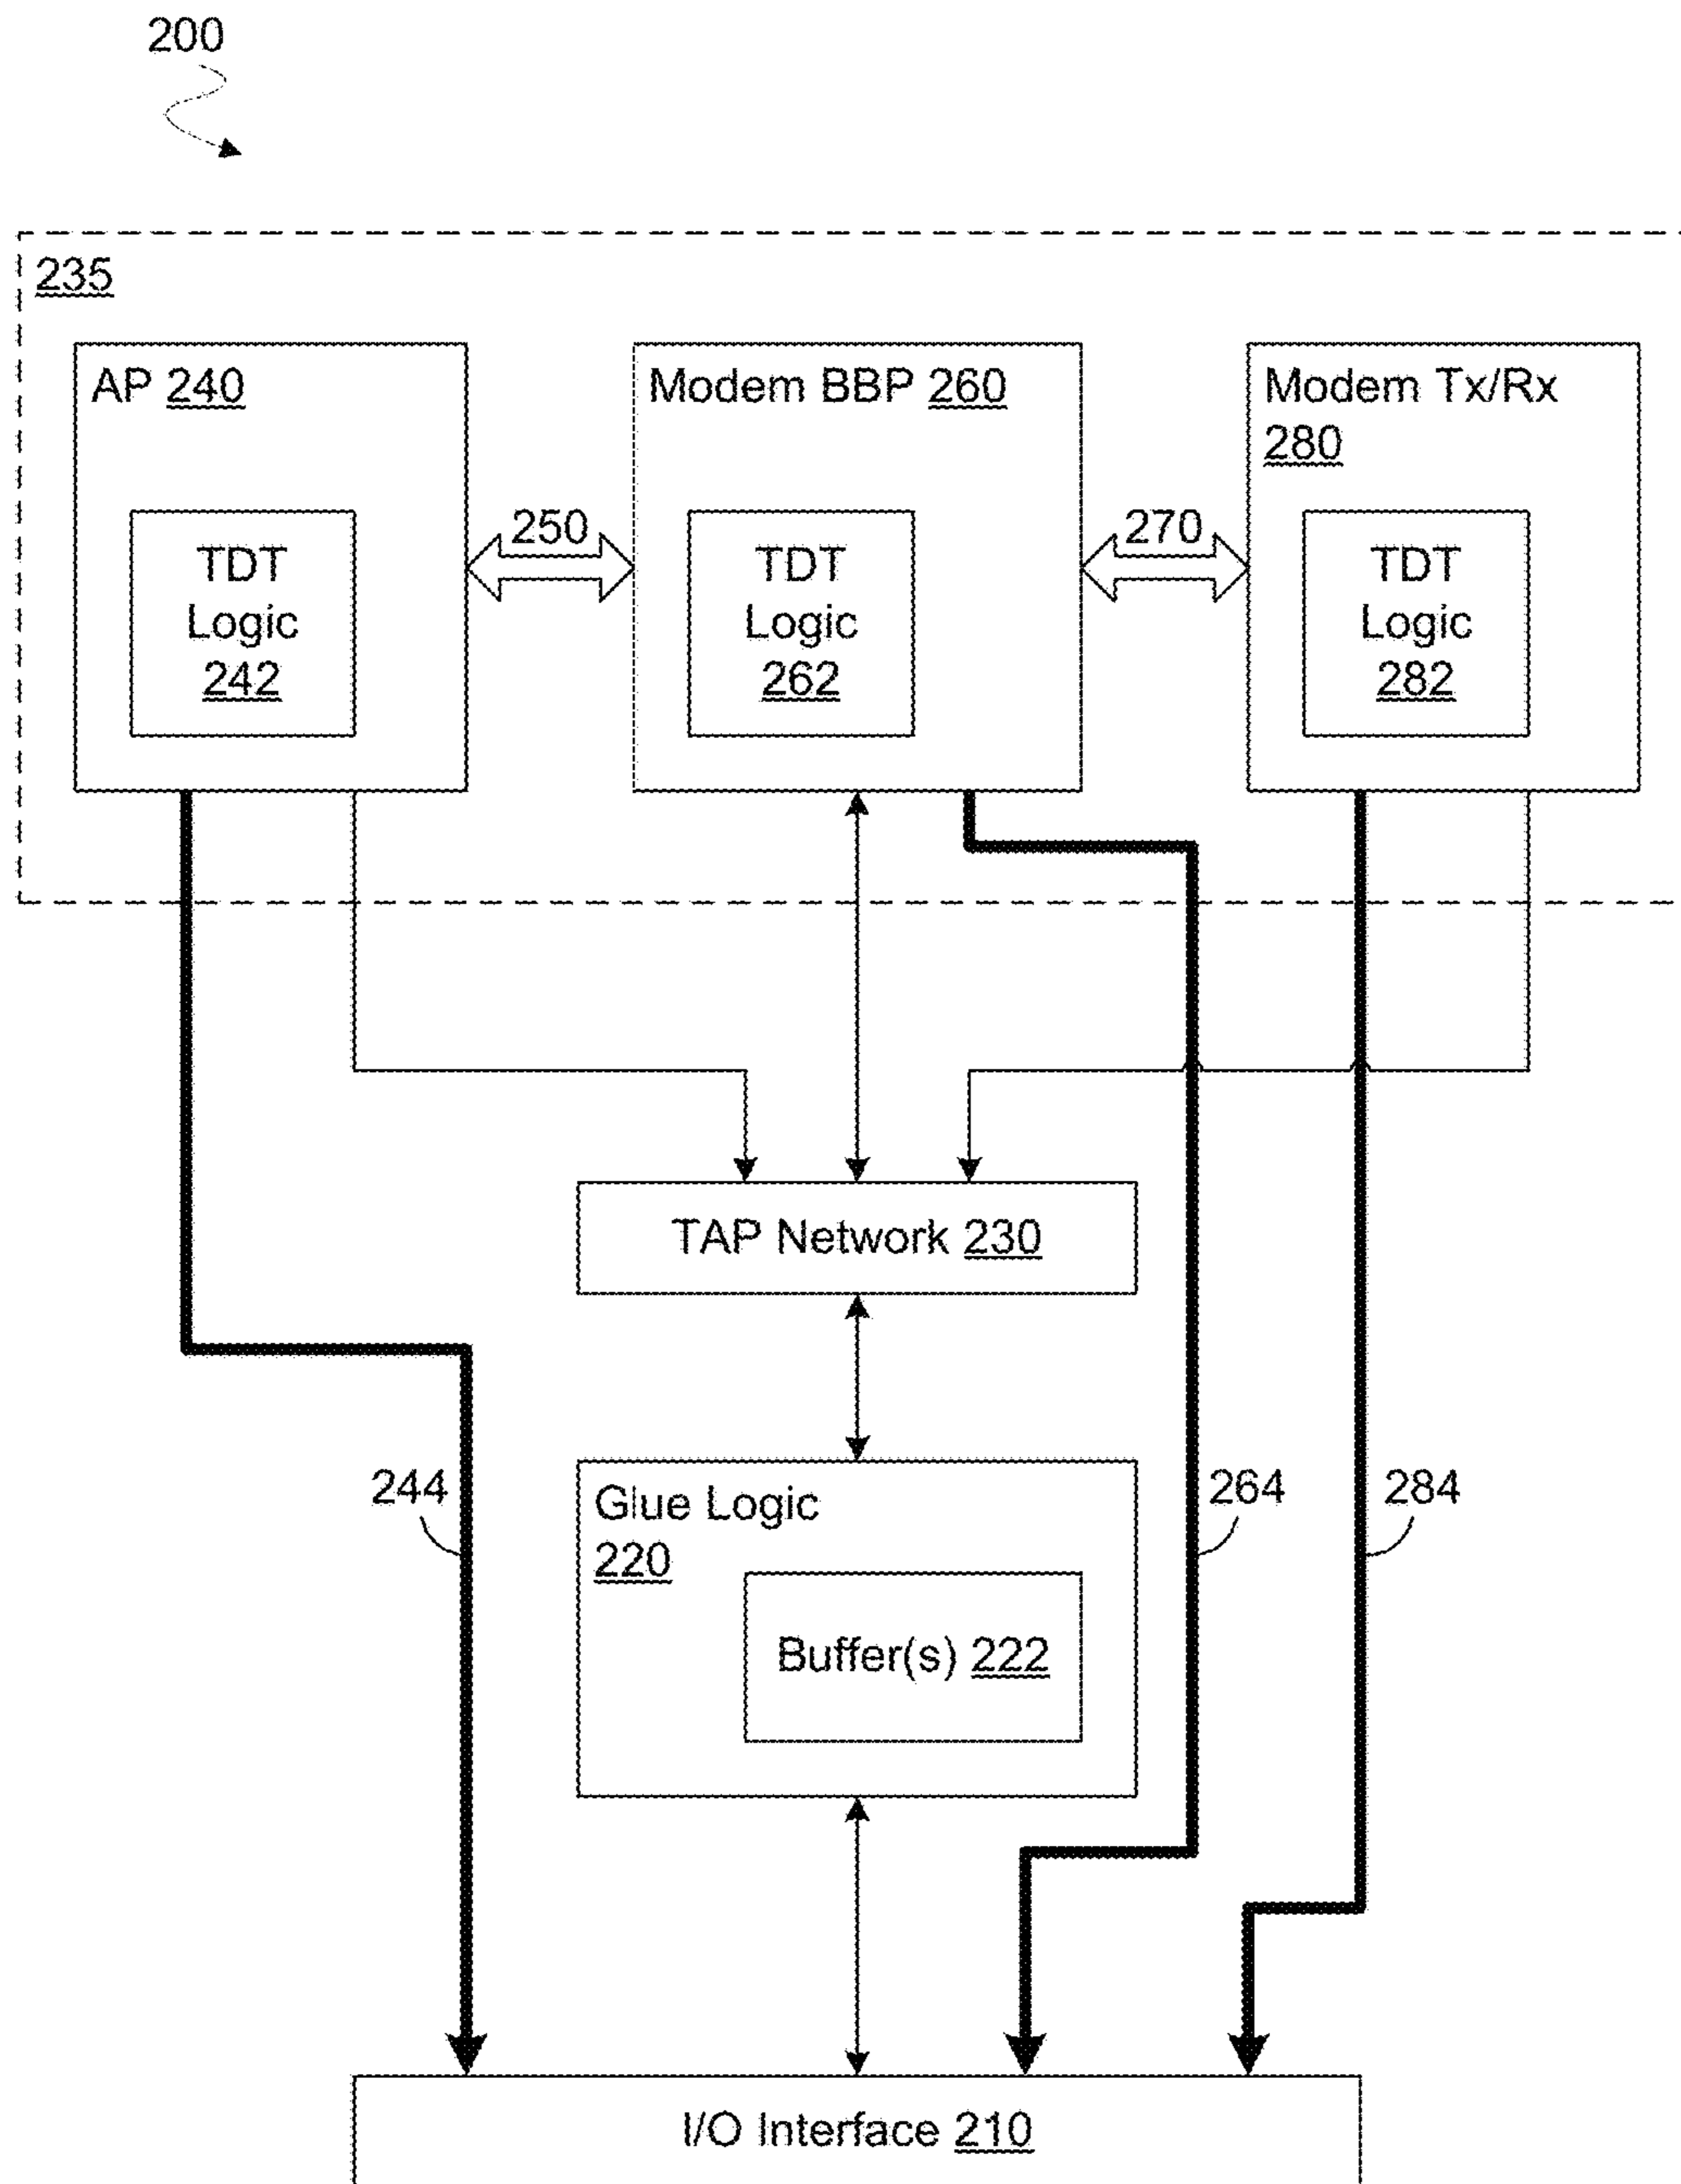 200
235
AP 240
Modem BBP 260
Modem Tx/Rx
280
250
270
TDT
Logic
242
TDT
Logic
262
TDT
Logic
282
TAP Network 230
244
Glue Logic
220
264
284
Buffer(s) 222
I/O Interface 210